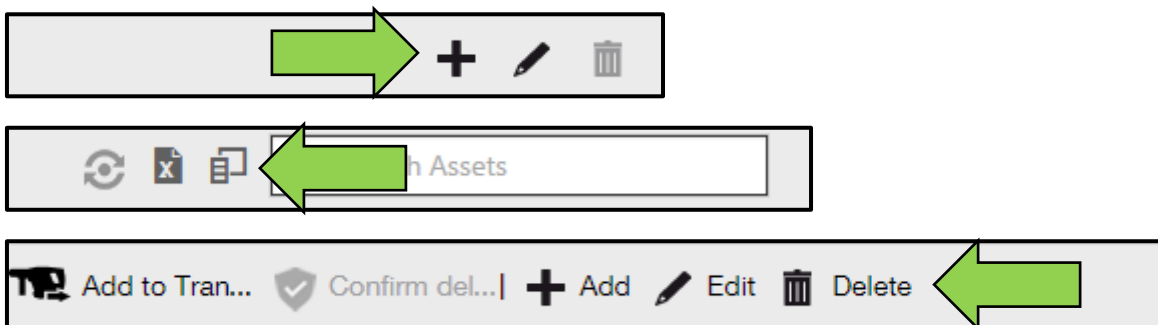 h Assets
Add to Tran... Confirm del...| Add Edit Delete